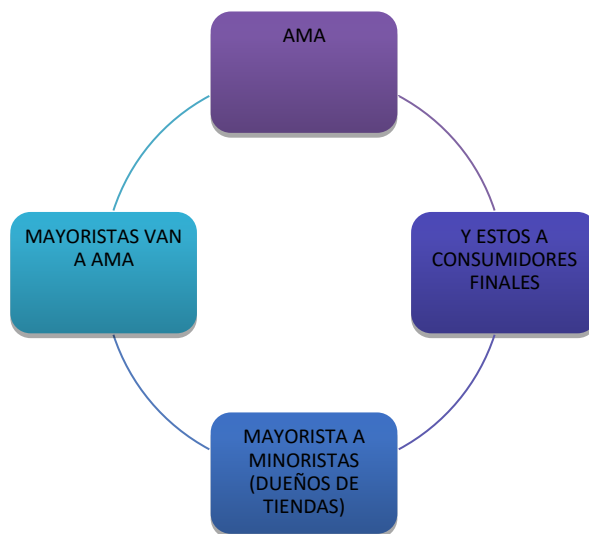 AMA
MAYORISTAS VAN
A AMA
Y ESTOS A
CONSUMIDORES
FINALES
MAYORISTA A
MINORISTAS
(DUEÑOS DE
TIENDAS)